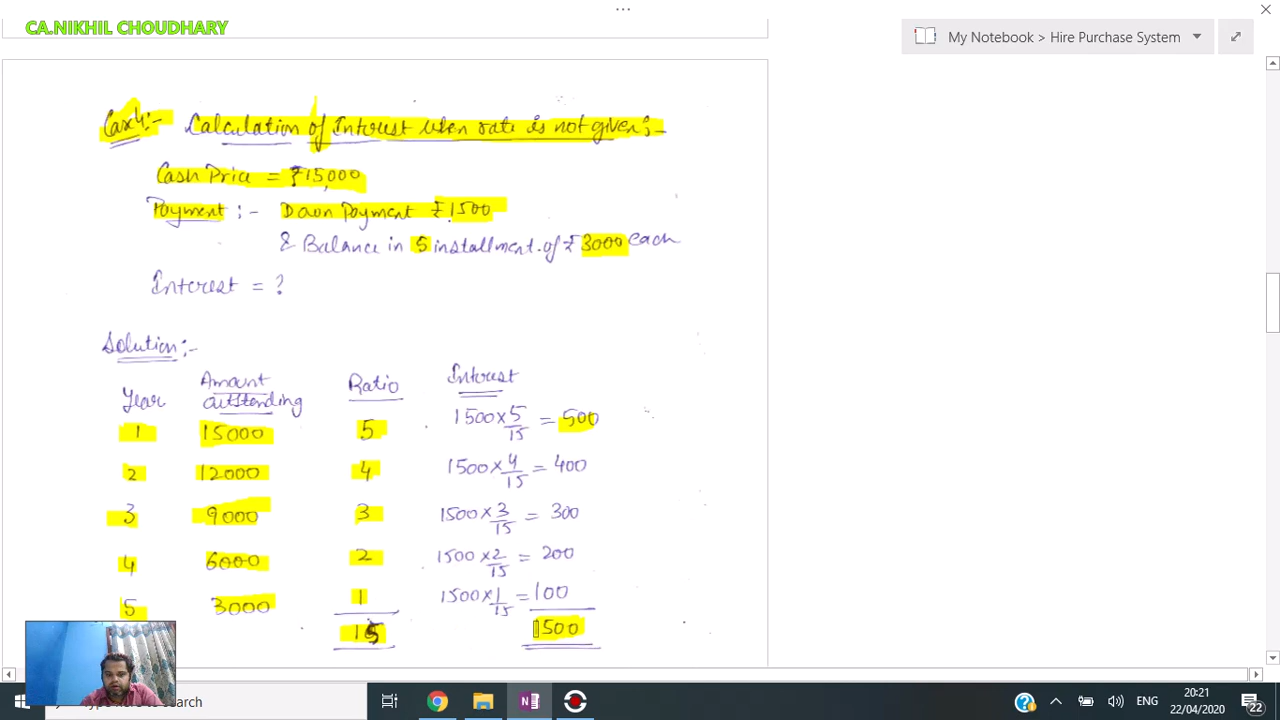 CA.NIKHIL CHOUDHARY
My Notebook > Hire Purchase System
Case 4:- Calculation of Interest when rate is not given:-
Cash Price = ₹15,000
Payment :- Down Payment ₹1500
& Balance in 5 installment of ₹3000 each
Interest = ?
Solution:-
Year Amount outstanding Ratio Interest
1 15000 5 1500 × 5/15 = 500
2 12000 4 1500 × 4/15 = 400
3 9000 3 1500 × 3/15 = 300
4 6000 2 1500 × 2/15 = 200
5 3000 1 1500 × 1/15 = 100
15 1500
search
ENG
20:21
22/04/2020
22